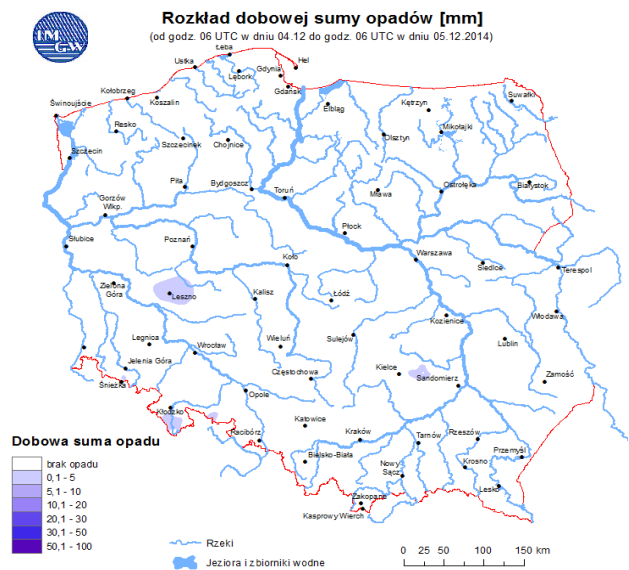 IM
GW
Rozkład dobowej sumy opadów [mm]
(od godz. 06 UTC w dniu 04.12 do godz. 06 UTC w dniu 05.12.2014)
Łeba
Hel
Ustka
Gdynia
Lębork
Gdańsk
Suwałki
Kołobrzeg
Koszalin
Elbląg
Kętrzyn
Świnoujście
Resko
Szczecinek
Chojnice
Olsztyn
Mikołajki
Szczecin
Piła
Bydgoszcz
Toruń
Mława
Ostrołęka
Białystok
Gorzów
Wlkp.
Płock
Słubice
Poznań
Koło
Warszawa
Siedlce
Terespol
Zielona
Góra
Leszno
Kalisz
Łódź
Kozienice
Włodawa
Legnica
Wrocław
Wieluń
Sulejów
Lublin
Jelenia Góra
Częstochowa
Kielce
Sandomierz
Zamość
Śnieżka
Opole
Kłodzko
Racibórz
Katowice
Kraków
Tarnów
Rzeszów
Przemyśl
Bielsko-Biała
Nowy
Sącz
Krosno
Lesko
Zakopane
Kasprowy Wierch
Dobowa suma opadu
brak opadu
0,1 - 5
5,1 - 10
10,1 - 20
20,1 - 30
30,1 - 50
50,1 - 100
Rzeki
Jeziora i zbiorniki wodne
0 25 50 100 150 km